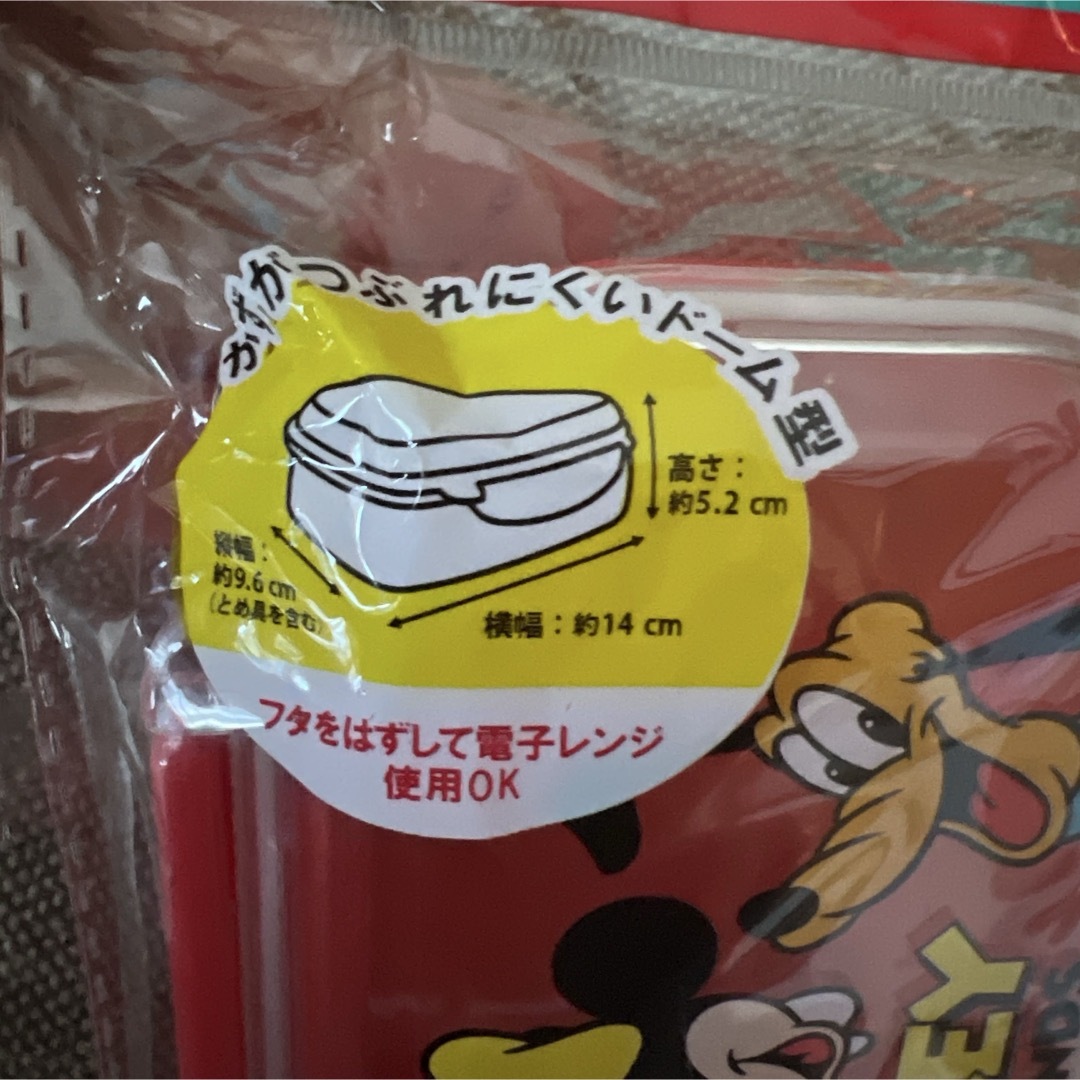 おかずがつぶれにくいドーム型
高さ：
約5.2 cm
縦幅：
約9.6 cm
(とめ具を含む)
横幅：約14 cm
フタをはずして電子レンジ
使用OK